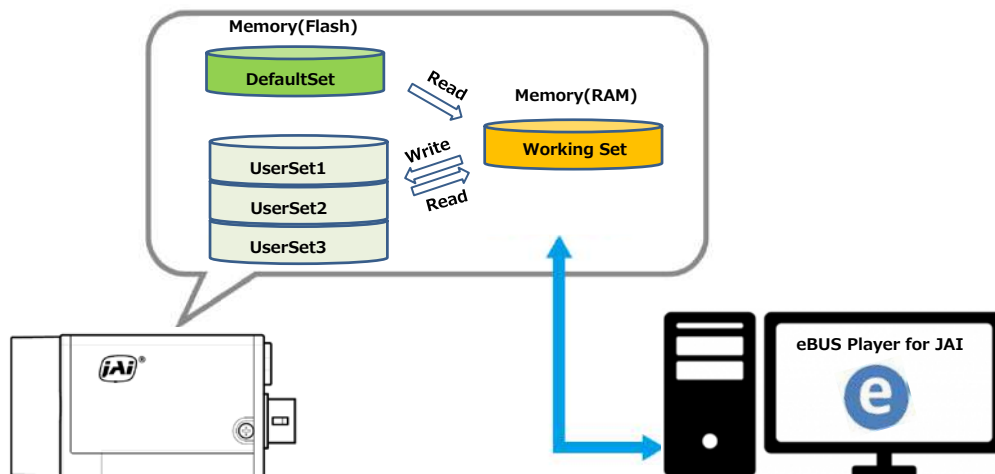 Memory(Flash)
DefaultSet
Read
Memory(RAM)
Working Set
Write
Read
UserSet1
UserSet2
UserSet3
JAI®
eBUS Player for JAI
e